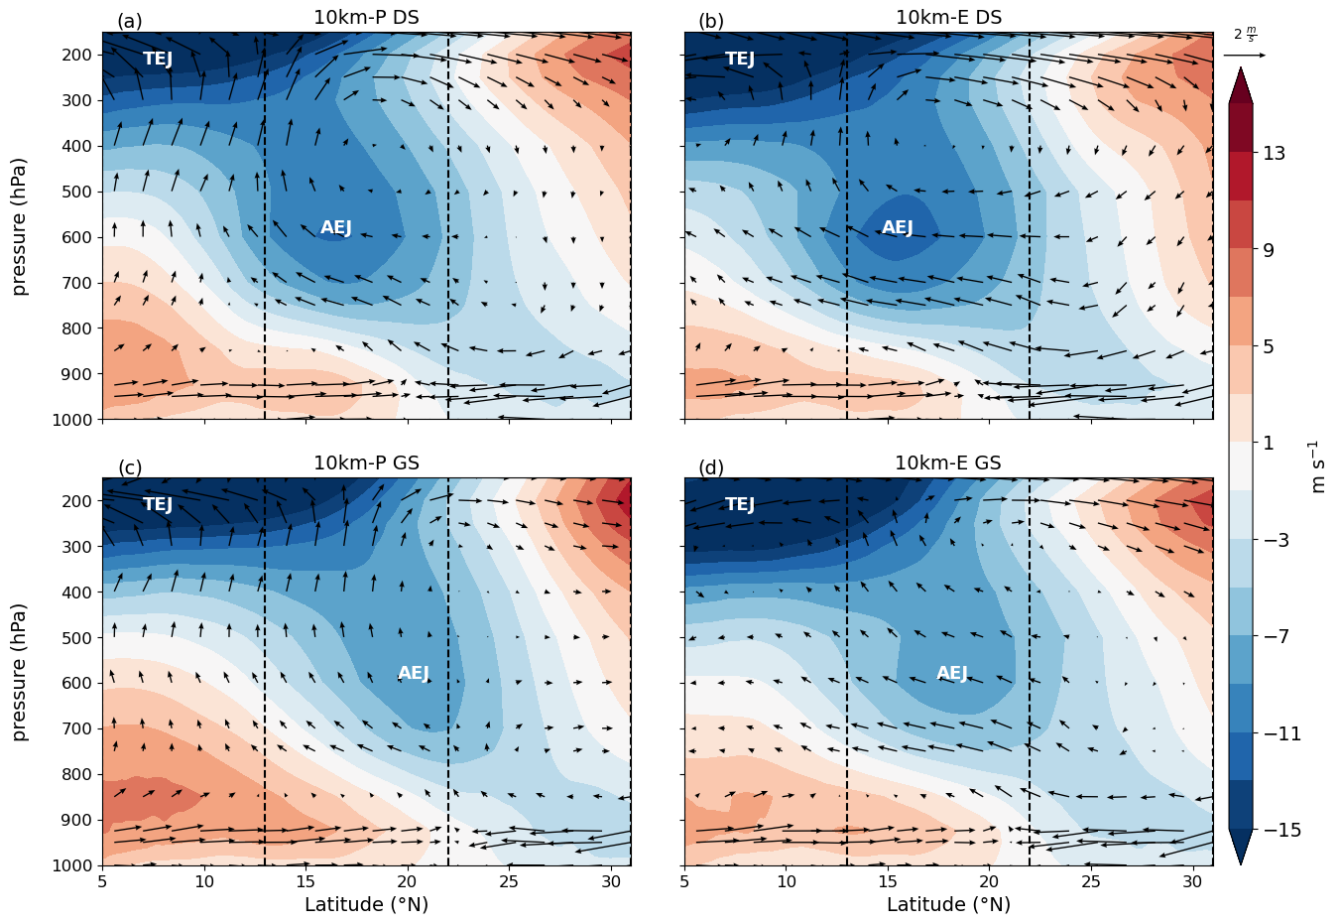 (a) 10km-P DS
(b) 10km-E DS
2 m/s
TEJ
TEJ
AEJ
AEJ
200
300
400
500
600
700
800
900
1000
pressure (hPa)
(c) 10km-P GS
(d) 10km-E GS
TEJ
TEJ
AEJ
AEJ
200
300
400
500
600
700
800
900
1000
pressure (hPa)
5 10 15 20 25 30
5 10 15 20 25 30
Latitude (°N)
Latitude (°N)
13
9
5
1
−3
−7
−11
−15
m s⁻¹